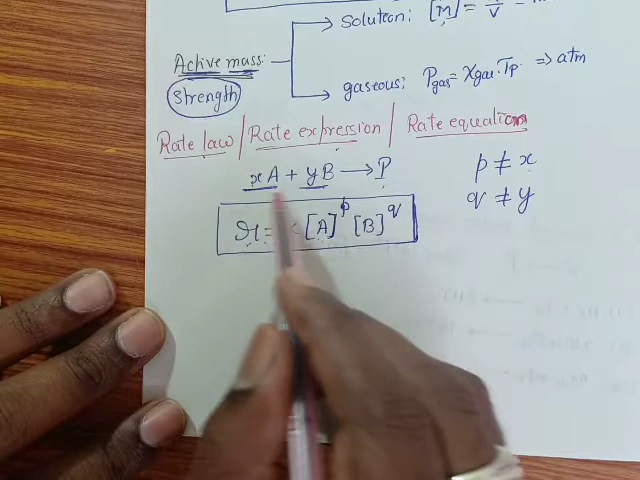 Solution: [M] =
Active mass:
Strength
gaseous: Pgas = Xgas . Tp ⇒ atm
Rate law / Rate expression / Rate equation
xA + yB → P
p ≠ x
q ≠ y
r = [A]^p [B]^q